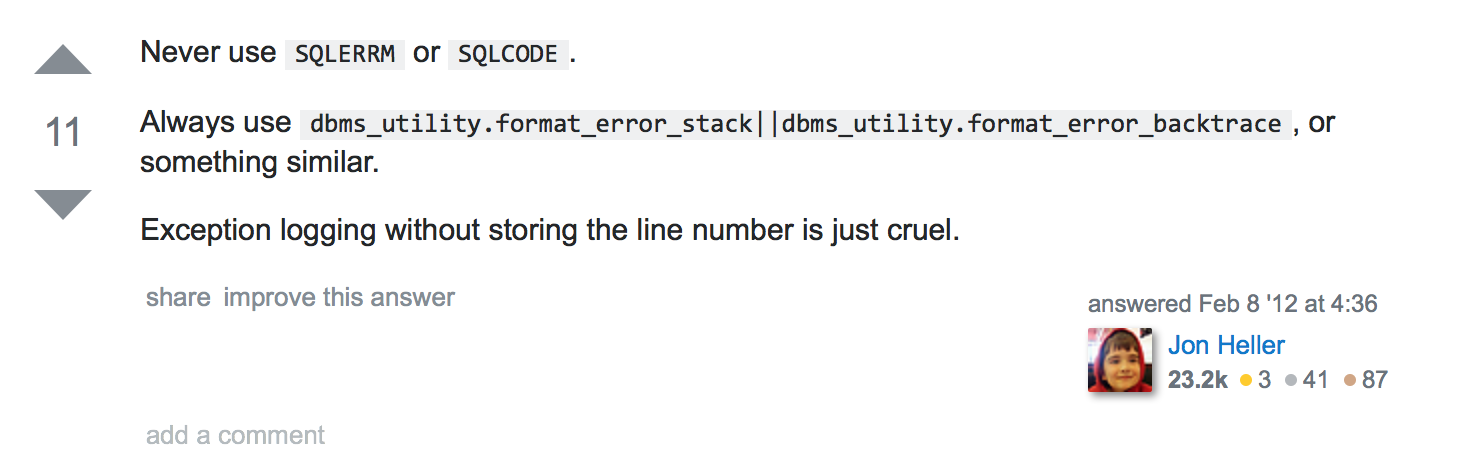 Never use SQLERRM or SQLCODE.
11
Always use dbms_utility.format_error_stack||dbms_utility.format_error_backtrace, or
something similar.
Exception logging without storing the line number is just cruel.
share improve this answer
answered Feb 8 '12 at 4:36
Jon Heller
23.2k 3 41 87
add a comment